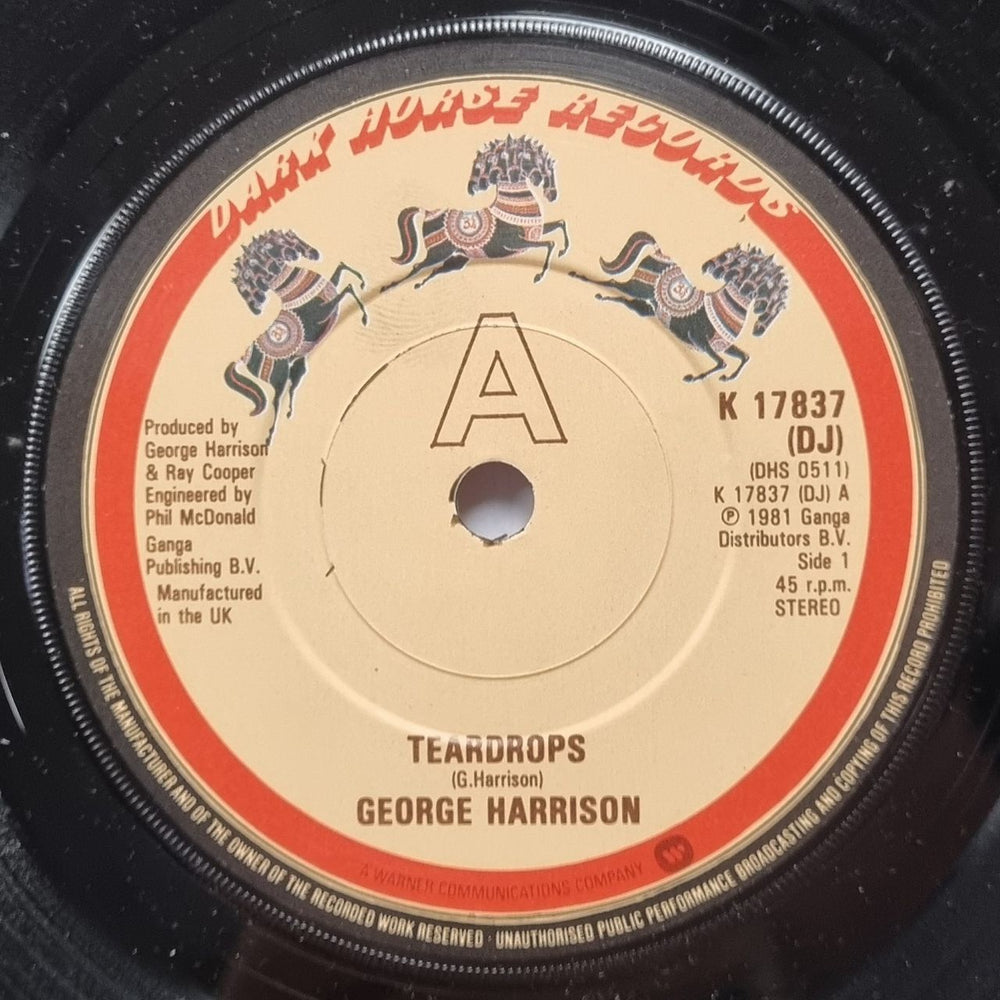 DARK HORSE RECORDS
A
K 17837
(DJ)
(DHS 0511)
K 17837 (DJ) A
℗ 1981 Ganga
Distributors B.V.
Side 1
45 r.p.m.
STEREO
Produced by
George Harrison
& Ray Cooper
Engineered by
Phil McDonald
Ganga
Publishing B.V.
Manufactured
in the UK
TEARDROPS
(G.Harrison)
GEORGE HARRISON
A WARNER COMMUNICATIONS COMPANY
ALL RIGHTS OF THE MANUFACTURER AND OF THE OWNER OF THE RECORDED WORK RESERVED · UNAUTHORISED PUBLIC PERFORMANCE BROADCASTING AND COPYING OF THIS RECORD PROHIBITED